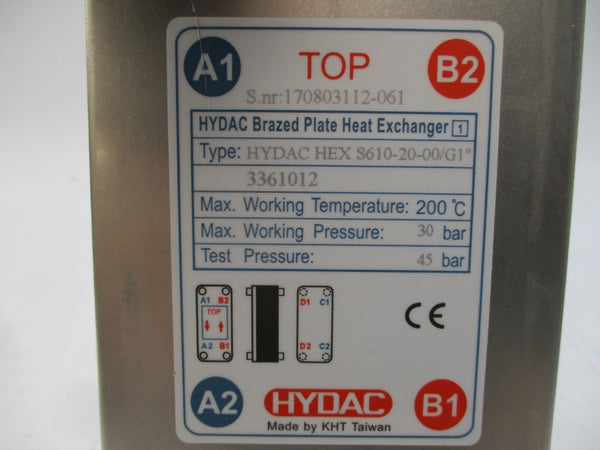 A1 TOP B2
S.nr:170803112-061
HYDAC Brazed Plate Heat Exchanger 1
Type: HYDAC HEX S610-20-00/G1"
3361012
Max. Working Temperature: 200℃
Max. Working Pressure: 30 bar
Test Pressure: 45 bar
A1 B2 D1 C1
TOP
A2 B1 D2 C2
CE
A2 HYDAC B1
Made by KHT Taiwan